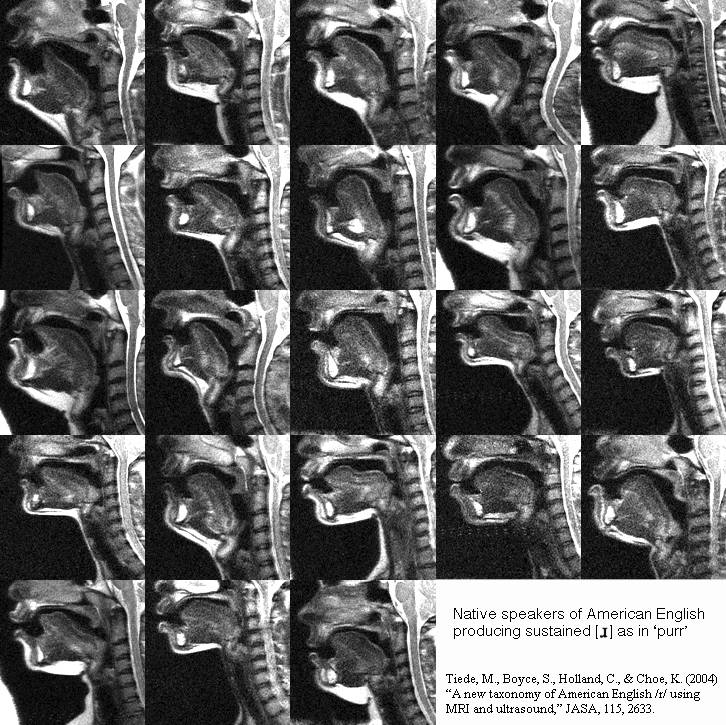 Native speakers of American English
producing sustained [ɹ] as in ‘purr’
Tiede, M., Boyce, S., Holland, C., & Choe, K. (2004)
“A new taxonomy of American English /r/ using
MRI and ultrasound,” JASA, 115, 2633.